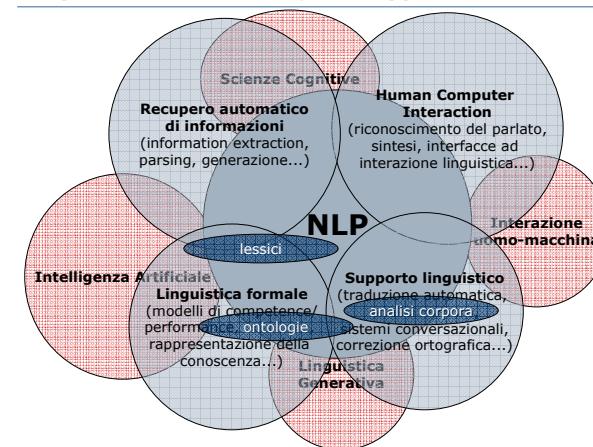 Scienze Cognitive
Recupero automatico
di informazioni
(information extraction,
parsing, generazione...)
Human Computer
Interaction
(riconoscimento del parlato,
sintesi, interfacce ad
interazione linguistica...)
NLP
Interazione
uomo-macchina
lessici
Intelligenza Artificiale
Linguistica formale
(modelli di competence/
performance,
rappresentazione della
conoscenza...)
ontologie
Supporto linguistico
(traduzione automatica,
analisi corpora
sistemi conversazionali,
correzione ortografica...)
Linguistica
Generativa